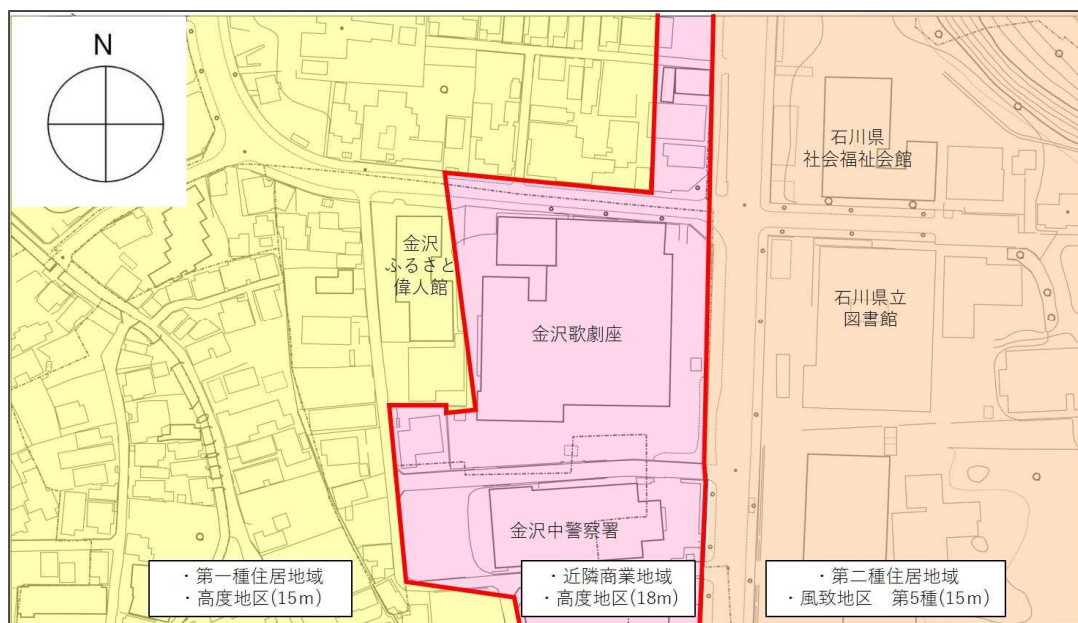 N
石川県
社会福祉会館
金沢
ふるさと
偉人館
石川県立
図書館
金沢歌劇座
金沢中警察署
・第一種住居地域
・高度地区(15m)
・近隣商業地域
・高度地区(18m)
・第二種住居地域
・風致地区　第5種(15m)